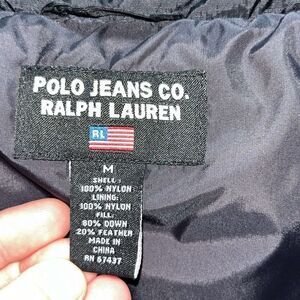 POLO JEANS CO.
RALPH LAUREN
RL
M
SHELL:
100% NYLON
LINING:
100% NYLON
FILL:
80% DOWN
20% FEATHER
MADE IN
CHINA
RN 67437